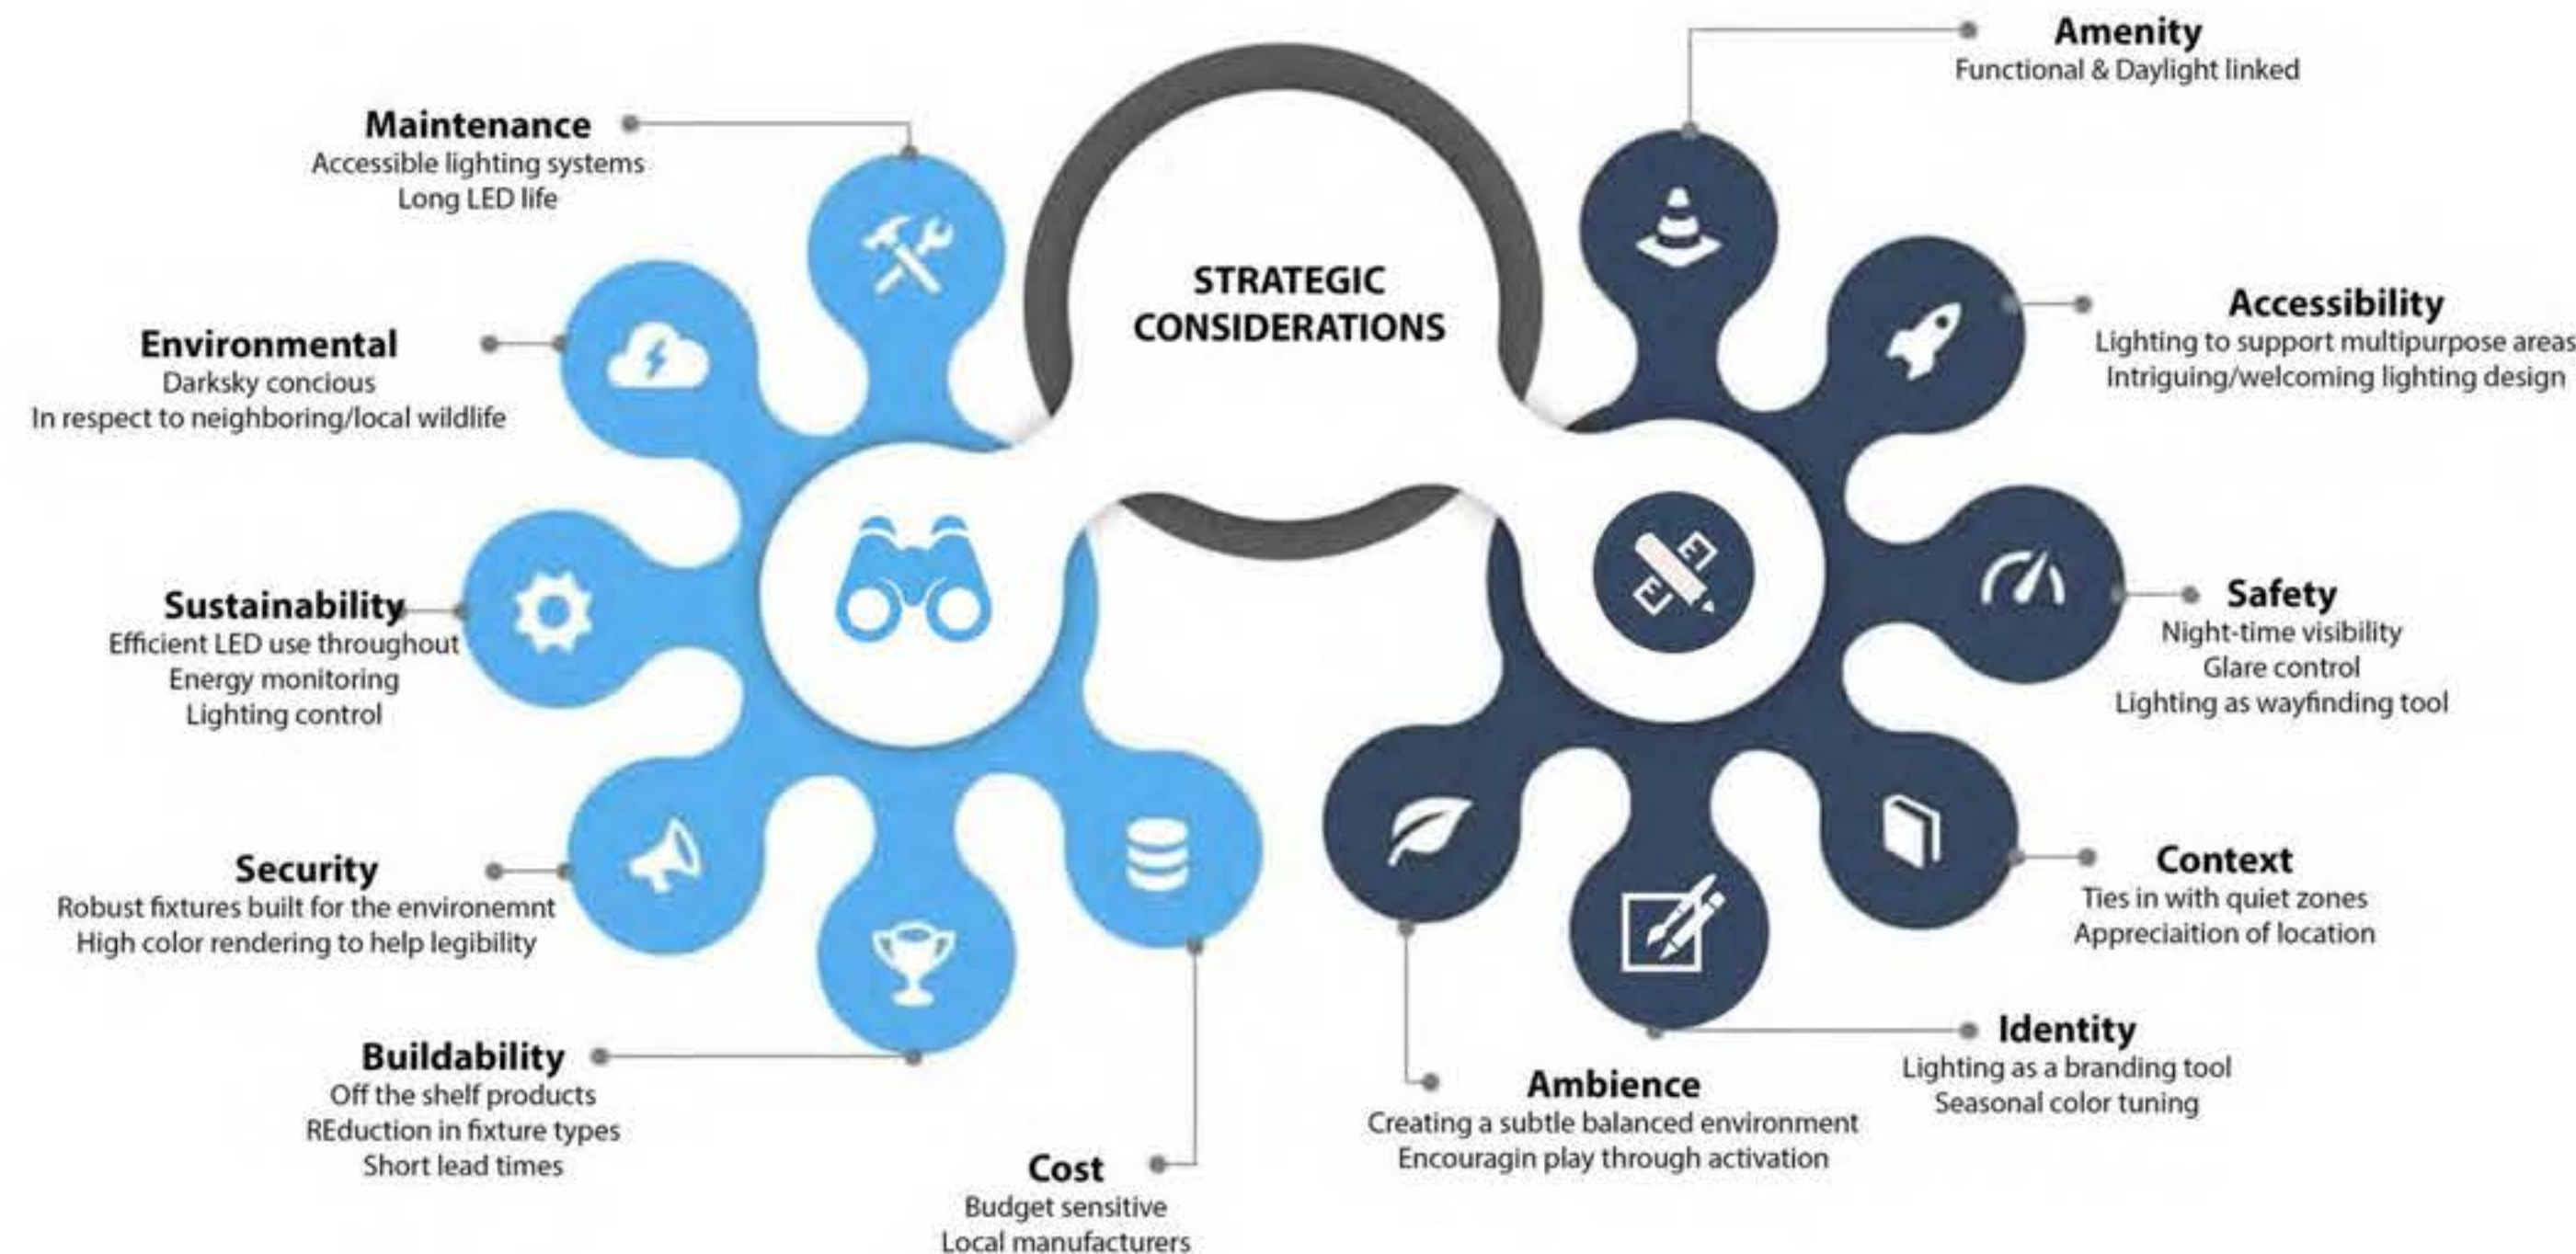 STRATEGIC
CONSIDERATIONS
Maintenance
Accessible lighting systems
Long LED life
Environmental
Darksky concious
In respect to neighboring/local wildlife
Sustainability
Efficient LED use throughout
Energy monitoring
Lighting control
Security
Robust fixtures built for the environemnt
High color rendering to help legibility
Buildability
Off the shelf products
REduction in fixture types
Short lead times
Cost
Budget sensitive
Local manufacturers
Amenity
Functional & Daylight linked
Accessibility
Lighting to support multipurpose areas
Intriguing/welcoming lighting design
Safety
Night-time visibility
Glare control
Lighting as wayfinding tool
Context
Ties in with quiet zones
Appreciaition of location
Identity
Lighting as a branding tool
Seasonal color tuning
Ambience
Creating a subtle balanced environment
Encouragin play through activation